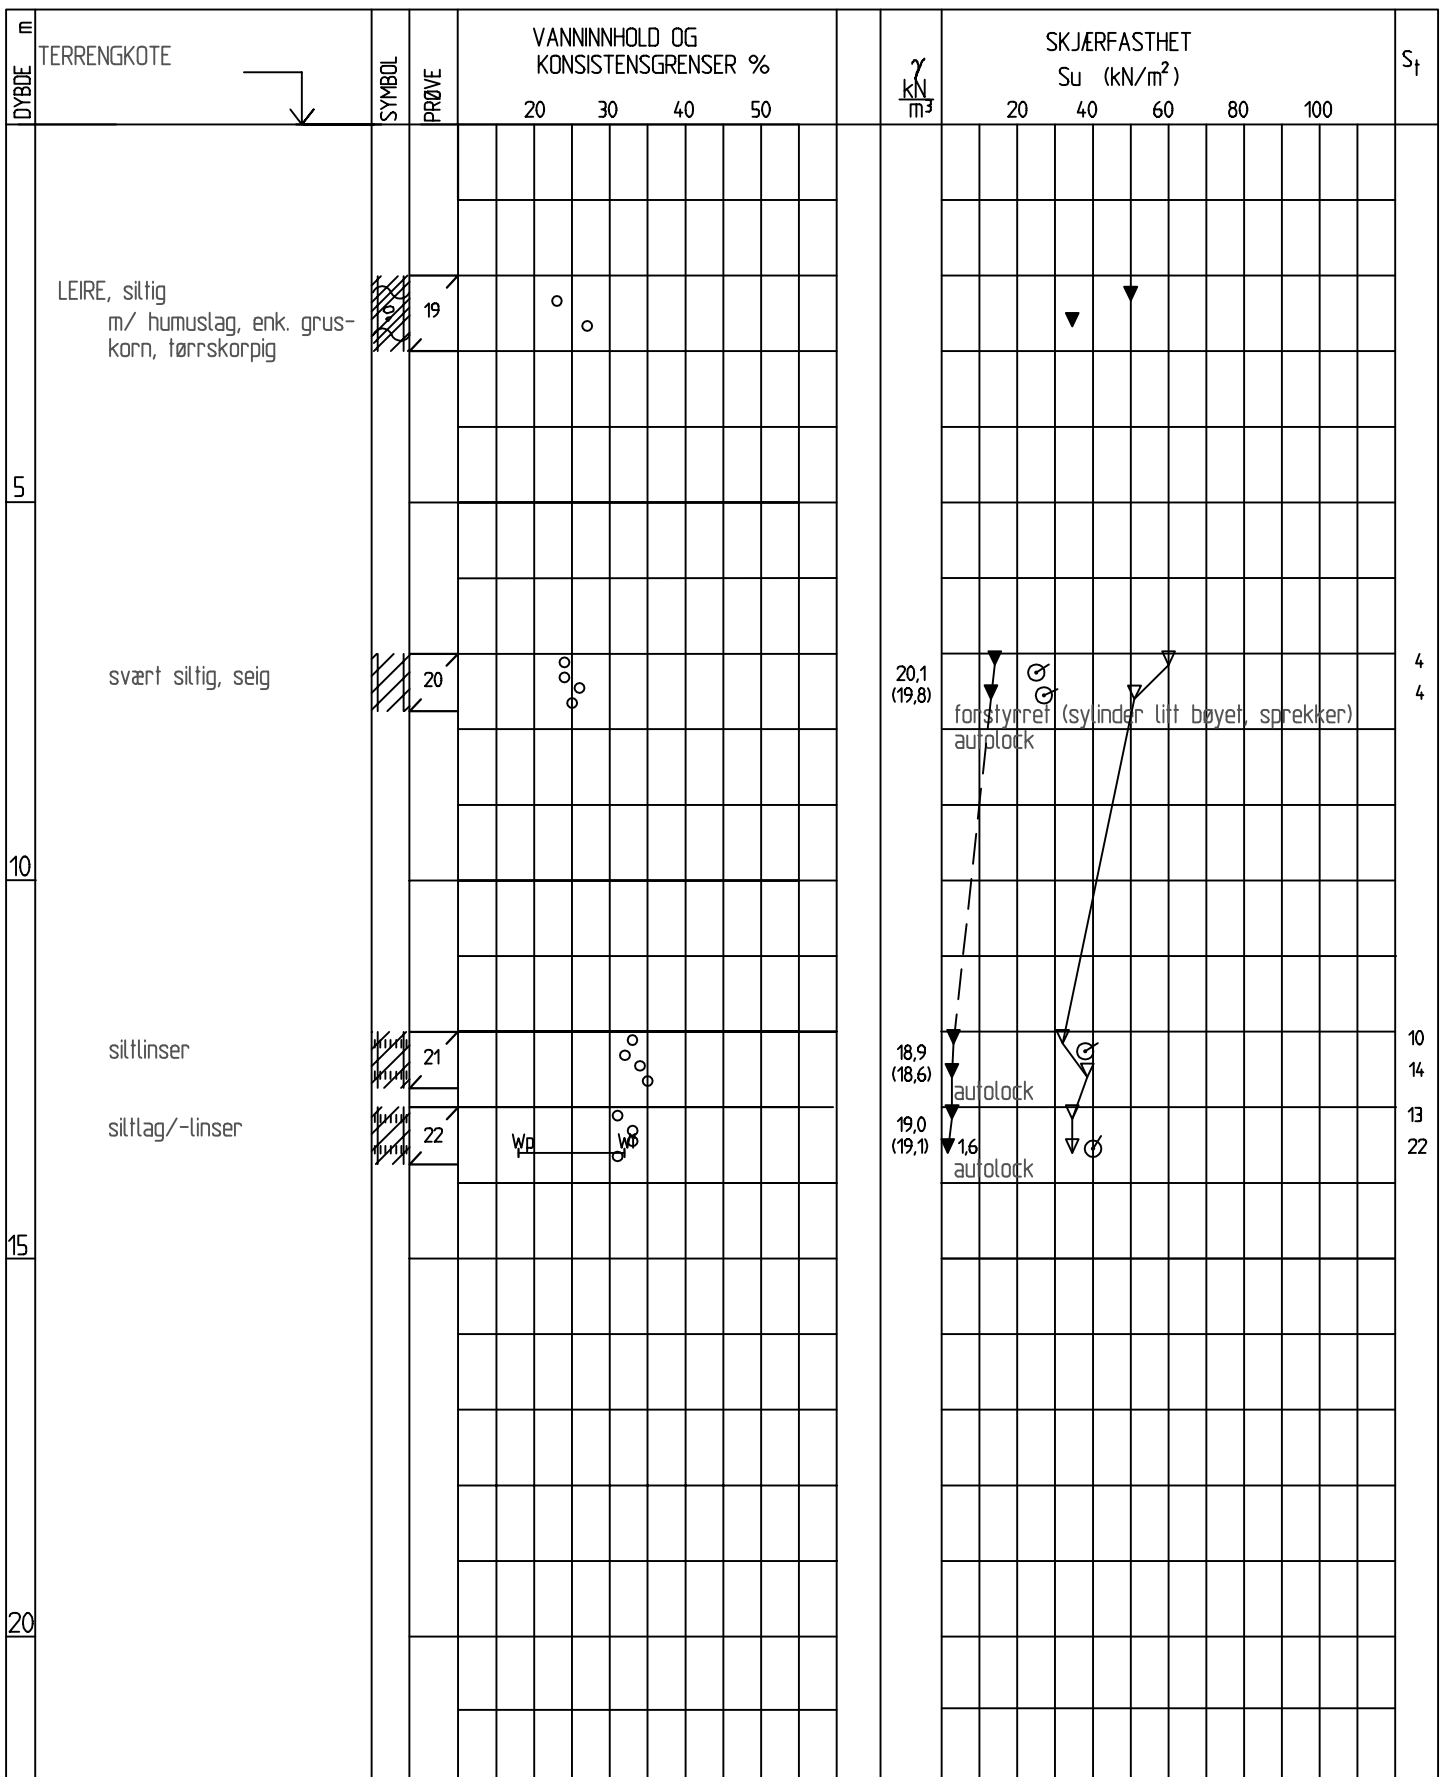 DYBDE m
TERRENGKOTE
SYMBOL
PRØVE
VANNINNHOLD OG
KONSISTENSGRENSER %
20 30 40 50
γ
kN
m³
SKJÆRFASTHET
Su (kN/m²)
20 40 60 80 100
St
LEIRE, siltig
m/ humuslag, enk. grus-
korn, tørrskorpig
19
5
svært siltig, seig
20
20,1
(19,8)
4
4
forstyrret (sylinder litt bøyet, sprekker)
autolock
10
siltlinser
21
18,9
(18,6)
10
14
autolock
siltlag/-linser
22
Wp Wf
19,0
(19,1)
1,6
13
22
autolock
15
20